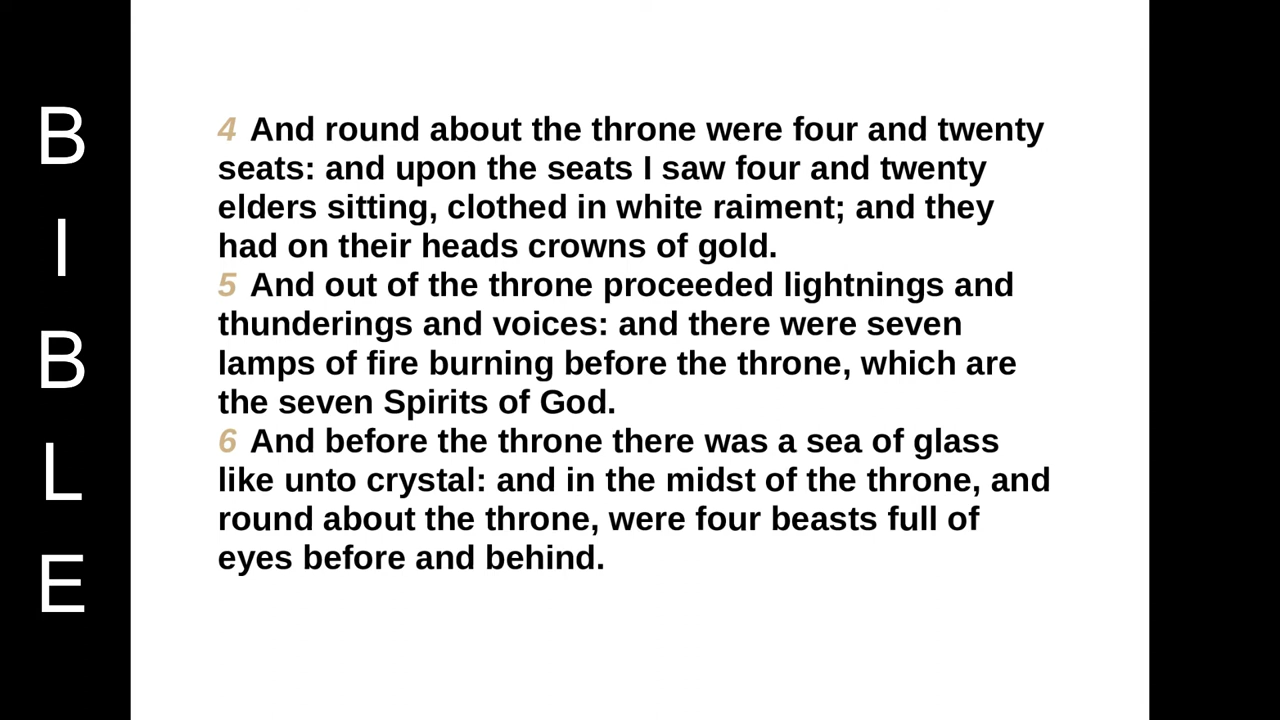 B
I
B
L
E
4 And round about the throne were four and twenty
seats: and upon the seats I saw four and twenty
elders sitting, clothed in white raiment; and they
had on their heads crowns of gold.
5 And out of the throne proceeded lightnings and
thunderings and voices: and there were seven
lamps of fire burning before the throne, which are
the seven Spirits of God.
6 And before the throne there was a sea of glass
like unto crystal: and in the midst of the throne, and
round about the throne, were four beasts full of
eyes before and behind.